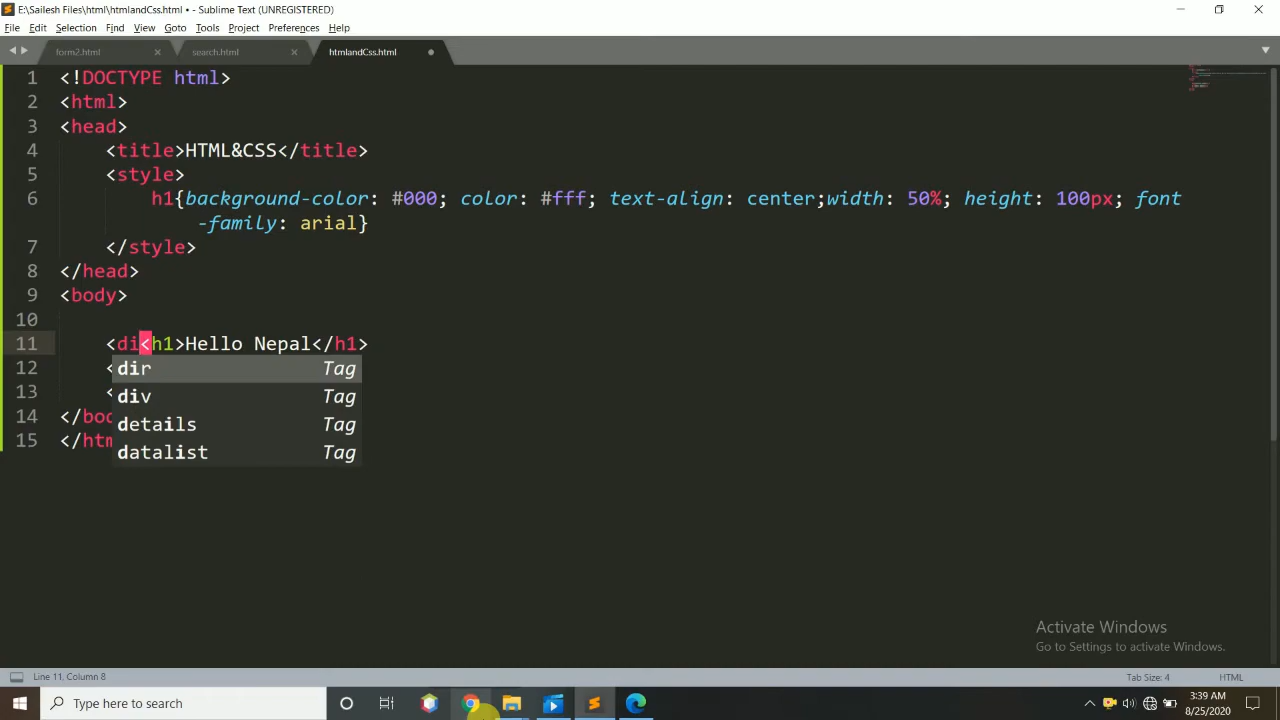 E:\Sailesh Files\html\htmlandCss.html • - Sublime Text (UNREGISTERED)
File Edit Selection Find View Goto Tools Project Preferences Help
form2.html × search.html × htmlandCss.html
1 <!DOCTYPE html>
2 <html>
3 <head>
4 <title>HTML&CSS</title>
5 <style>
6 h1{background-color: #000; color: #fff; text-align: center;width: 50%; height: 100px; font
-family: arial}
7 </style>
8 </head>
9 <body>
10
11 <di<h1>Hello Nepal</h1>
12 <
dir Tag
13 <
div Tag
14 </boc
details Tag
15 </htm
datalist Tag
Activate Windows
Go to Settings to activate Windows.
Line 11, Column 8 Tab Size: 4 HTML
Type here to search
3:39 AM
8/25/2020